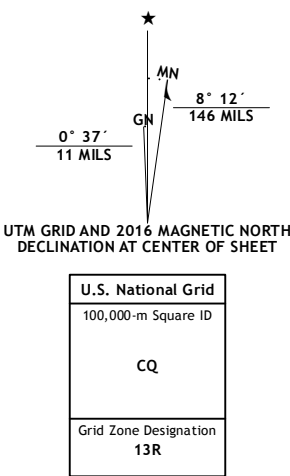 ★
MN
GN
8° 12´
146 MILS
0° 37´
11 MILS
UTM GRID AND 2016 MAGNETIC NORTH
DECLINATION AT CENTER OF SHEET
U.S. National Grid
100,000-m Square ID
CQ
Grid Zone Designation
13R